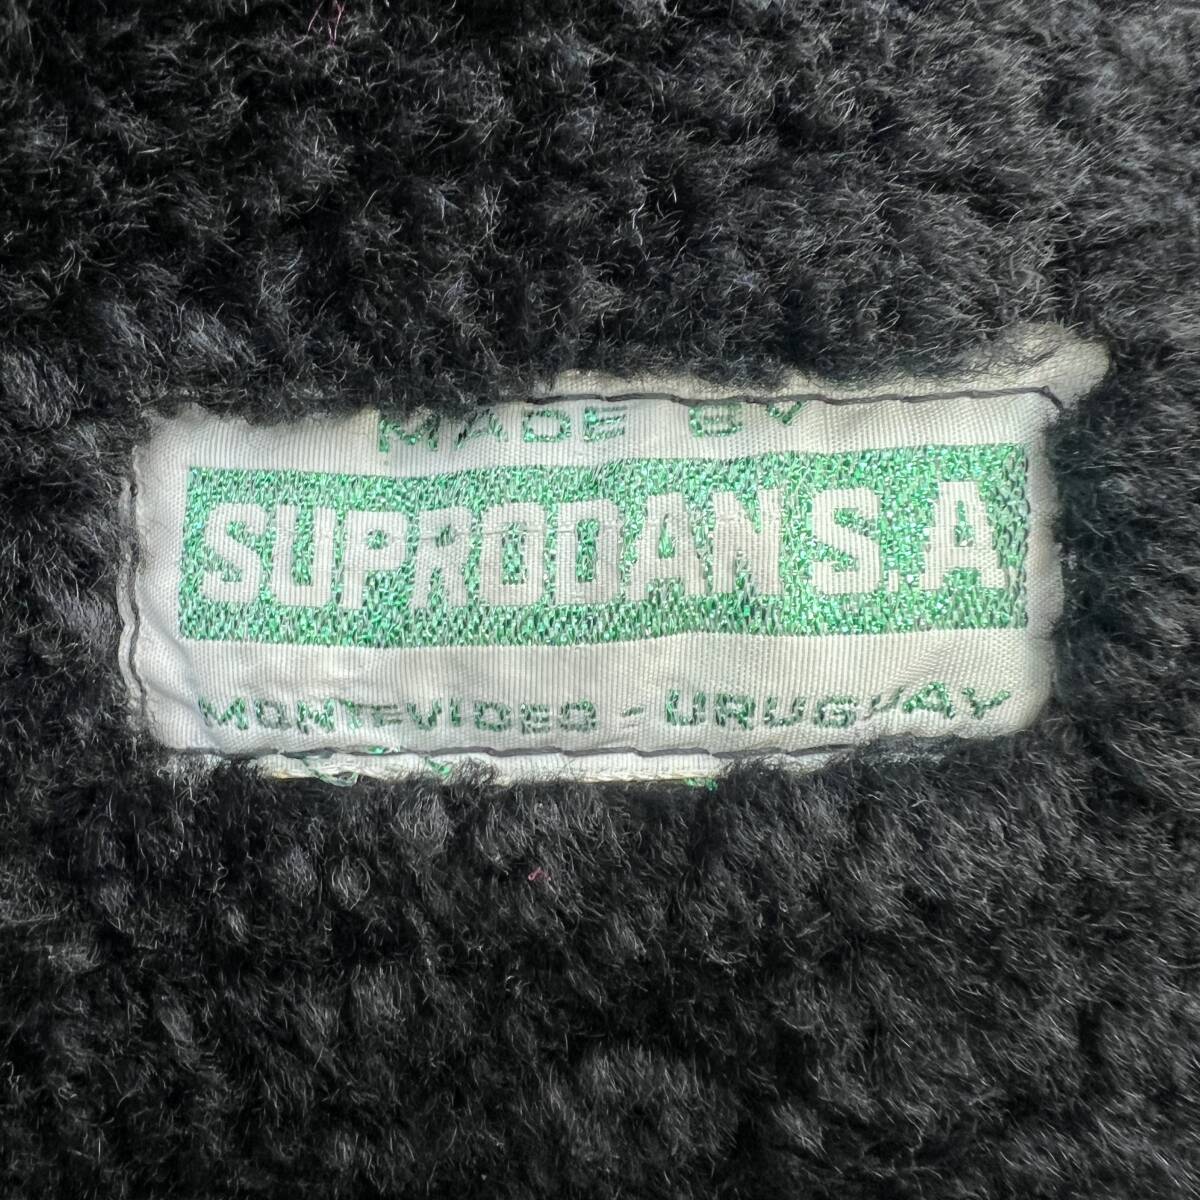 MADE BY
SUPRODAN S.A
MONTEVIDEO - URUGUAY